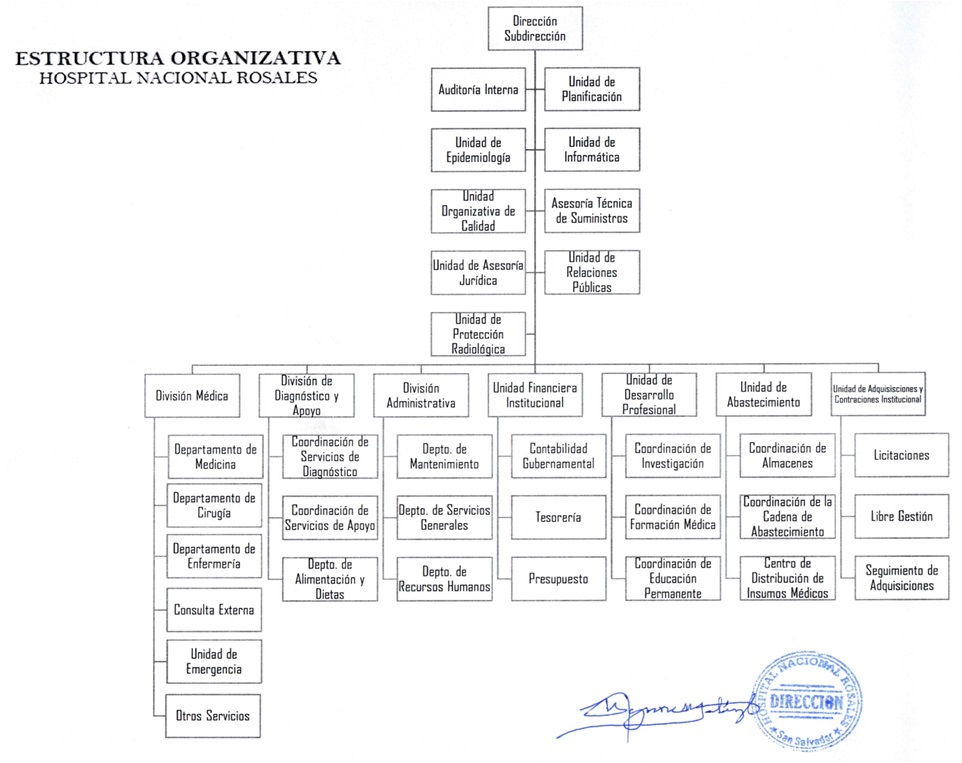 ESTRUCTURA ORGANIZATIVA
HOSPITAL NACIONAL ROSALES
Dirección
Subdirección
Auditoría Interna
Unidad de
Planificación
Unidad de
Epidemiología
Unidad de
Informática
Unidad
Organizativa de
Calidad
Asesoría Técnica
de Suministros
Unidad de Asesoría
Jurídica
Unidad de
Relaciones
Públicas
Unidad de
Protección
Radiológica
División Médica
División de
Diagnóstico y
Apoyo
División
Administrativa
Unidad Financiera
Institucional
Unidad de
Desarrollo
Profesional
Unidad de
Abastecimiento
Unidad de Adquisisciones y
Contraciones Institucional
Departamento de
Medicina
Departamento de
Cirugía
Departamento de
Enfermería
Consulta Externa
Unidad de
Emergencia
Otros Servicios
Coordinación de
Servicios de
Diagnóstico
Coordinación de
Servicios de Apoyo
Depto. de
Alimentación y
Dietas
Depto. de
Mantenimiento
Depto. de Servicios
Generales
Depto. de
Recursos Humanos
Contabilidad
Gubernamental
Tesorería
Presupuesto
Coordinación de
Investigación
Coordinación de
Formación Médica
Coordinación de
Educación
Permanente
Coordinación de
Almacenes
Coordinación de la
Cadena de
Abastecimiento
Centro de
Distribución de
Insumos Médicos
Licitaciones
Libre Gestión
Seguimiento de
Adquisiciones
HOSPITAL NACIONAL ROSALES
DIRECCION
San Salvador